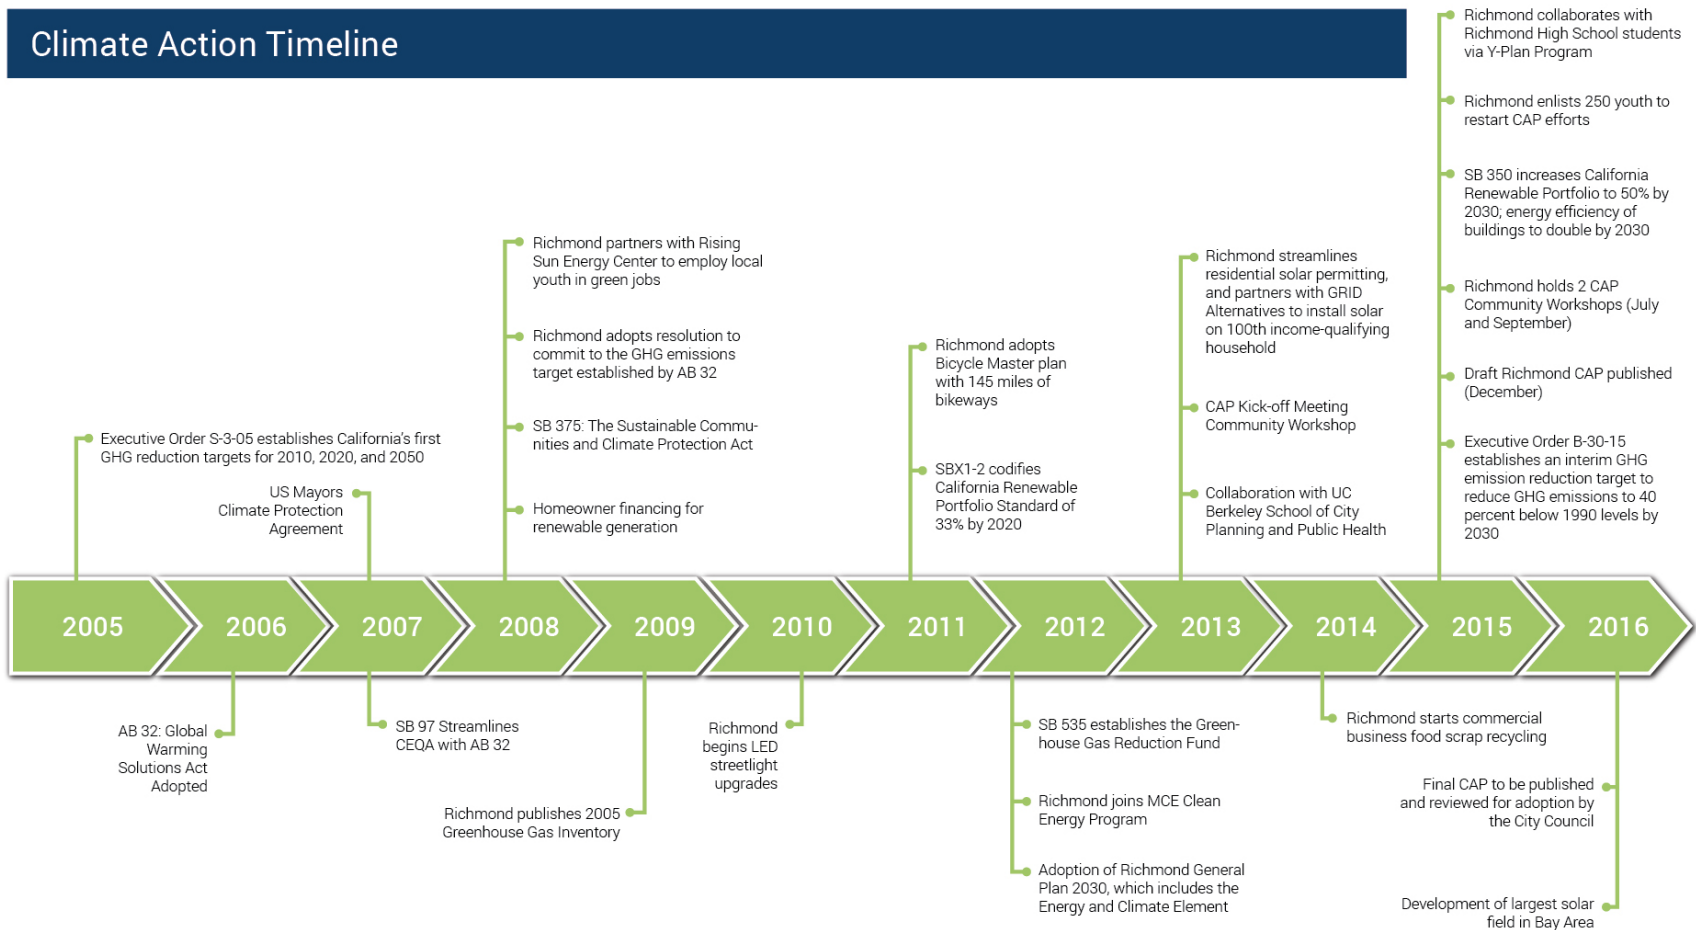 Climate Action Timeline
Richmond collaborates with
Richmond High School students
via Y-Plan Program
Richmond enlists 250 youth to
restart CAP efforts
SB 350 increases California
Renewable Portfolio to 50% by
2030; energy efficiency of
buildings to double by 2030
Richmond holds 2 CAP
Community Workshops (July
and September)
Draft Richmond CAP published
(December)
Executive Order B-30-15
establishes an interim GHG
emission reduction target to
reduce GHG emissions to 40
percent below 1990 levels by
2030
Richmond streamlines
residential solar permitting,
and partners with GRID
Alternatives to install solar
on 100th income-qualifying
household
CAP Kick-off Meeting
Community Workshop
Collaboration with UC
Berkeley School of City
Planning and Public Health
Richmond adopts
Bicycle Master plan
with 145 miles of
bikeways
SBX1-2 codifies
California Renewable
Portfolio Standard of
33% by 2020
Richmond partners with Rising
Sun Energy Center to employ local
youth in green jobs
Richmond adopts resolution to
commit to the GHG emissions
target established by AB 32
SB 375: The Sustainable Commu-
nities and Climate Protection Act
Homeowner financing for
renewable generation
Executive Order S-3-05 establishes California's first
GHG reduction targets for 2010, 2020, and 2050
US Mayors
Climate Protection
Agreement
2005
2006
2007
2008
2009
2010
2011
2012
2013
2014
2015
2016
AB 32: Global
Warming
Solutions Act
Adopted
SB 97 Streamlines
CEQA with AB 32
Richmond publishes 2005
Greenhouse Gas Inventory
Richmond
begins LED
streetlight
upgrades
SB 535 establishes the Green-
house Gas Reduction Fund
Richmond joins MCE Clean
Energy Program
Adoption of Richmond General
Plan 2030, which includes the
Energy and Climate Element
Richmond starts commercial
business food scrap recycling
Final CAP to be published
and reviewed for adoption by
the City Council
Development of largest solar
field in Bay Area